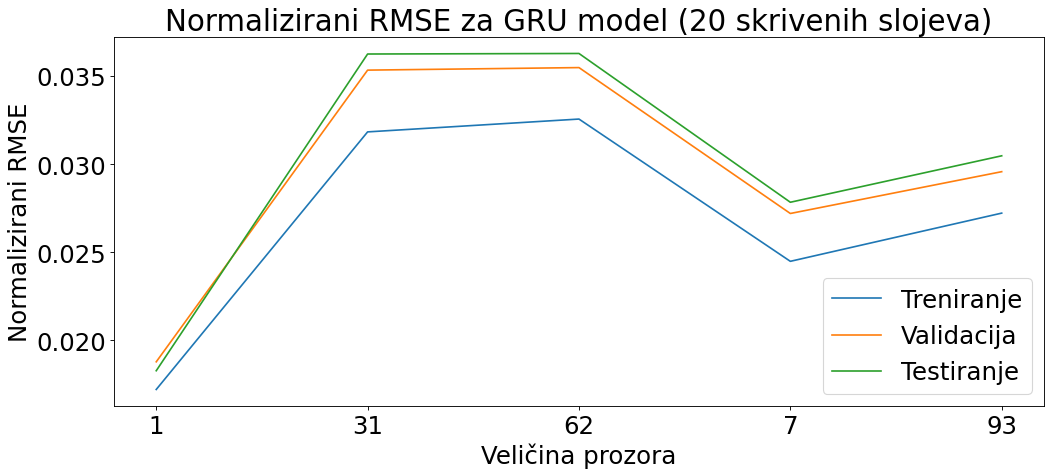 Normalizirani RMSE za GRU model (20 skrivenih slojeva)
Normalizirani RMSE
0.035
0.030
0.025
0.020
Treniranje
Validacija
Testiranje
1 31 62 7 93
Veličina prozora